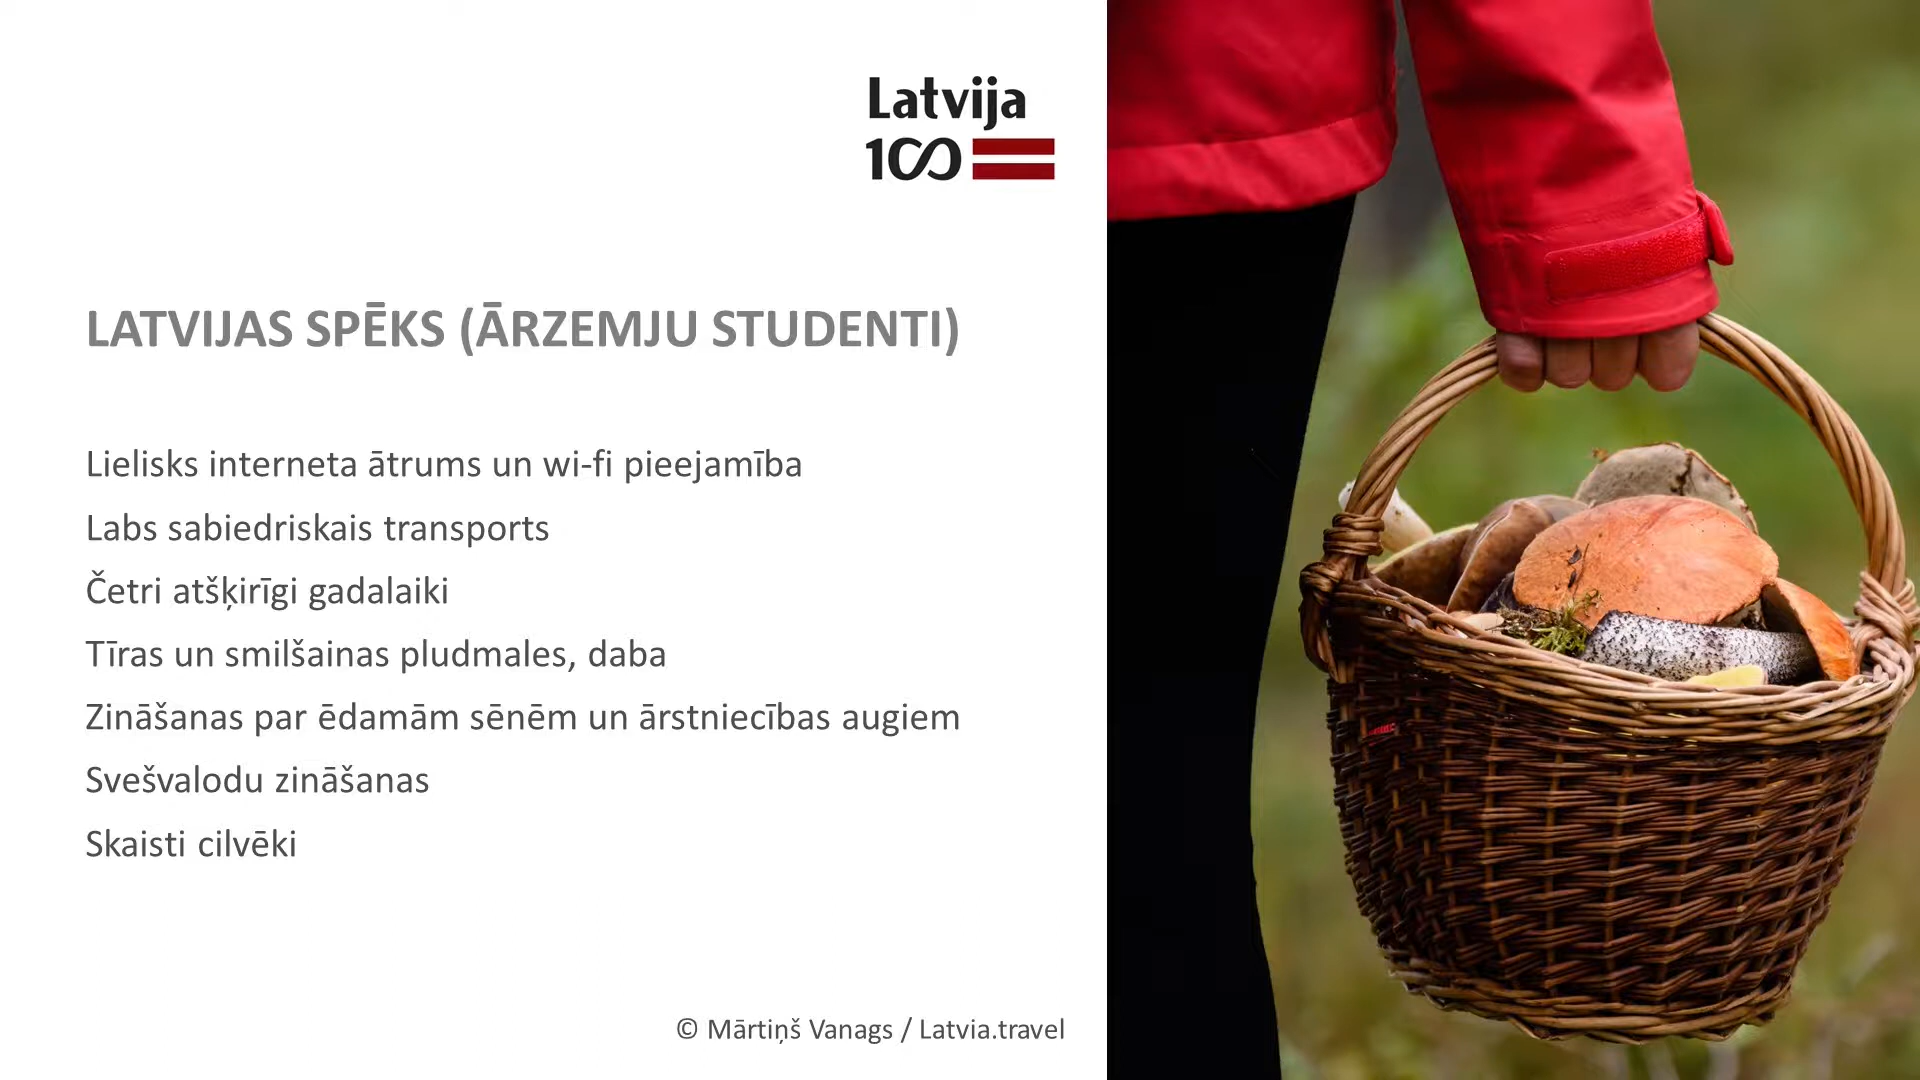 Latvija
100
LATVIJAS SPĒKS (ĀRZEMJU STUDENTI)
Lielisks interneta ātrums un wi-fi pieejamība
Labs sabiedriskais transports
Četri atšķirīgi gadalaiki
Tīras un smilšainas pludmales, daba
Zināšanas par ēdamām sēnēm un ārstniecības augiem
Svešvalodu zināšanas
Skaisti cilvēki
© Mārtiņš Vanags / Latvia.travel